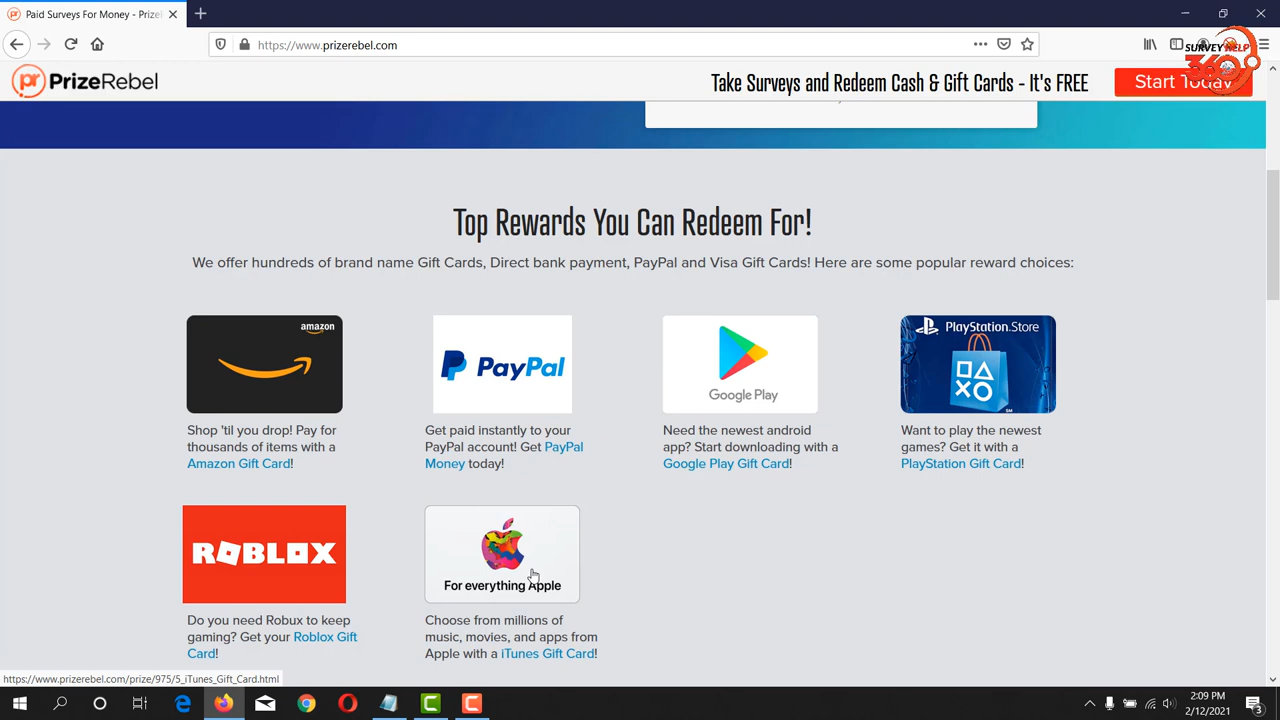 Paid Surveys For Money - Prize
https://www.prizerebel.com
SURVEY HELP
360
pr PrizeRebel
Take Surveys and Redeem Cash & Gift Cards - It's FREE
Start Today
Top Rewards You Can Redeem For!
We offer hundreds of brand name Gift Cards, Direct bank payment, PayPal and Visa Gift Cards! Here are some popular reward choices:
amazon
PayPal
Google Play
PlayStation.Store
Shop 'til you drop! Pay for
thousands of items with a
Amazon Gift Card!
Get paid instantly to your
PayPal account! Get PayPal
Money today!
Need the newest android
app? Start downloading with a
Google Play Gift Card!
Want to play the newest
games? Get it with a
PlayStation Gift Card!
ROBLOX
For everything Apple
Do you need Robux to keep
gaming? Get your Roblox Gift
Card!
Choose from millions of
music, movies, and apps from
Apple with a iTunes Gift Card!
https://www.prizerebel.com/prize/975/5_iTunes_Gift_Card.html
2:09 PM
2/12/2021
3